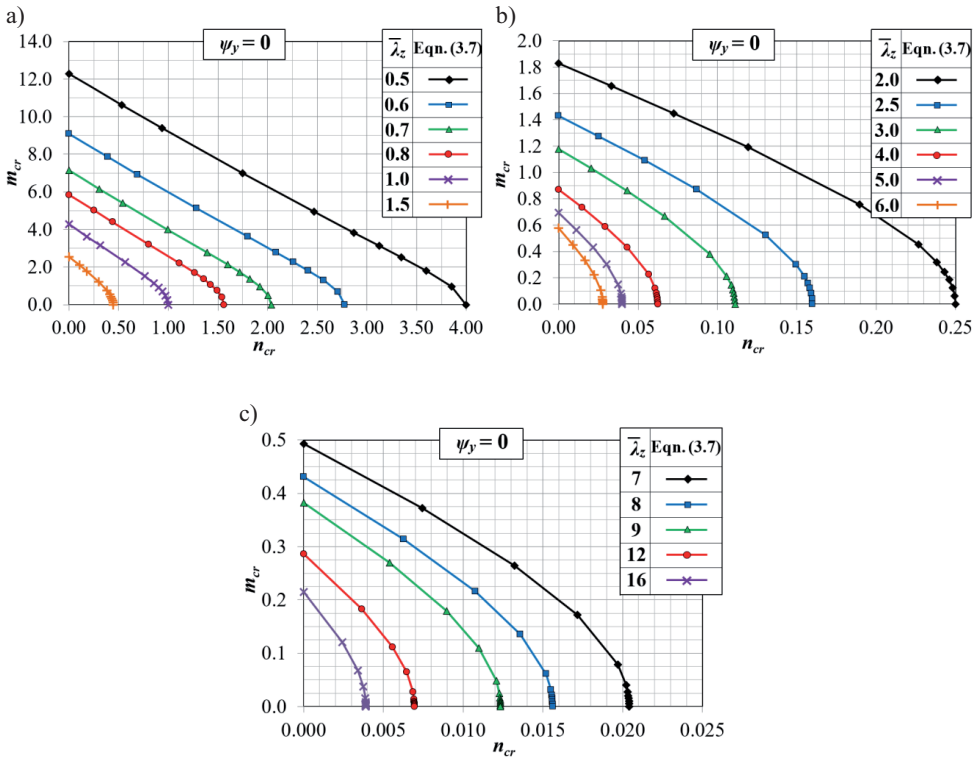 a)
ψy = 0
λ̄z Eqn. (3.7)
0.5
0.6
0.7
0.8
1.0
1.5
14.0
12.0
10.0
8.0
6.0
4.0
2.0
0.0
mcr
0.00 0.50 1.00 1.50 2.00 2.50 3.00 3.50 4.00
ncr
b)
ψy = 0
λ̄z Eqn. (3.7)
2.0
2.5
3.0
4.0
5.0
6.0
2.0
1.8
1.6
1.4
1.2
1.0
0.8
0.6
0.4
0.2
0.0
mcr
0.00 0.05 0.10 0.15 0.20 0.25
ncr
c)
ψy = 0
λ̄z Eqn. (3.7)
7
8
9
12
16
0.5
0.4
0.3
0.2
0.1
0.0
mcr
0.000 0.005 0.010 0.015 0.020 0.025
ncr